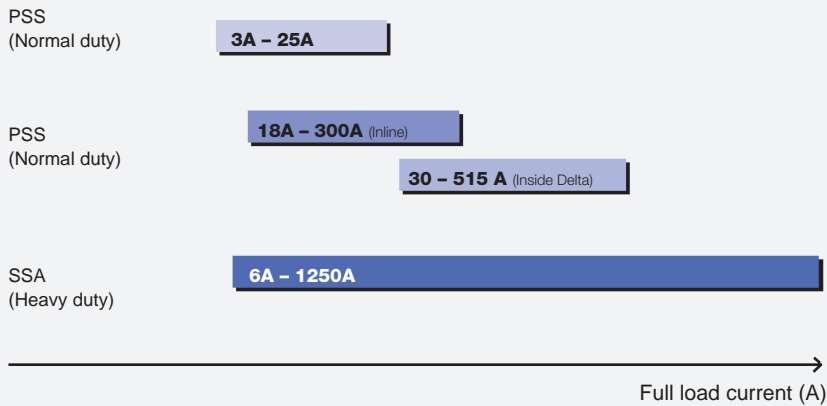 PSS
(Normal duty)
3A – 25A
PSS
(Normal duty)
18A – 300A (Inline)
30 – 515 A (Inside Delta)
SSA
(Heavy duty)
6A – 1250A
Full load current (A)